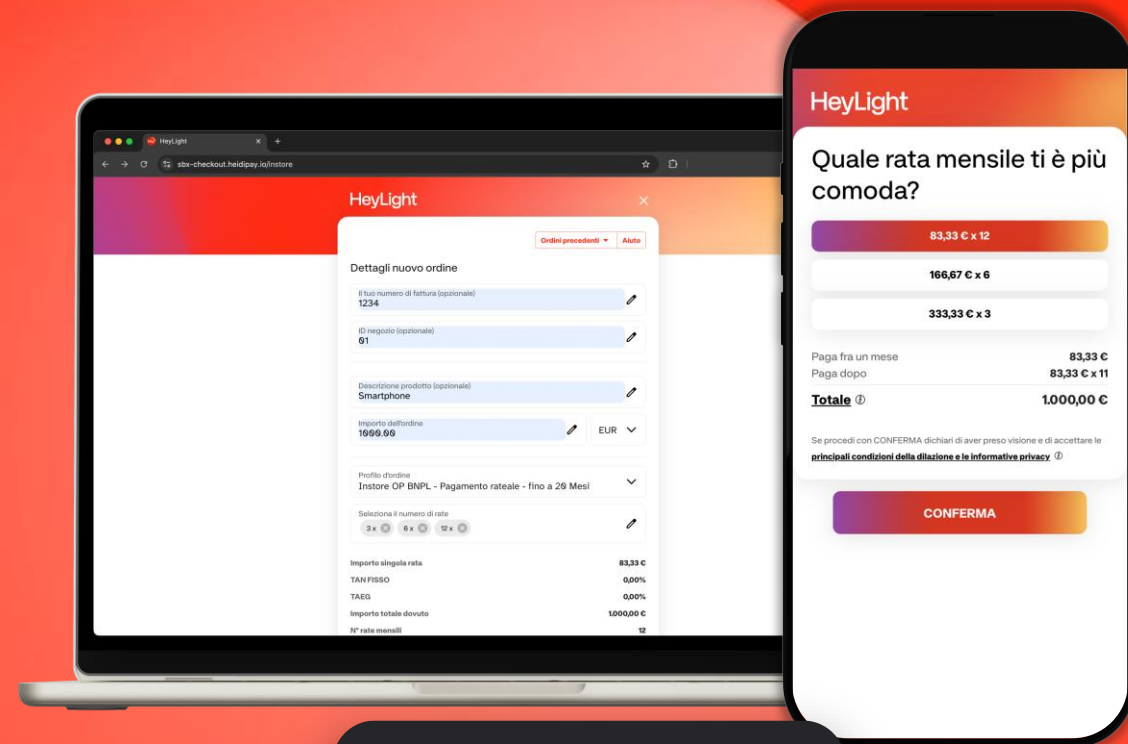 HeyLight
sbx-checkout.heidipay.io/instore
HeyLight
Ordini precedenti
Aiuto
Dettagli nuovo ordine
Il tuo numero di fattura (opzionale)
1234
ID negozio (opzionale)
01
Descrizione prodotto (opzionale)
Smartphone
Importo dell'ordine
1000.00
EUR
Profilo d'ordine
Instore OP BNPL - Pagamento rateale - fino a 20 Mesi
Seleziona il numero di rate
3 x 6 x 12 x
Importo singola rata 83,33 €
TAN FISSO 0,00%
TAEG 0,00%
Importo totale dovuto 1.000,00 €
N° rate mensili 12
HeyLight
Quale rata mensile ti è più
comoda?
83,33 € x 12
166,67 € x 6
333,33 € x 3
Paga fra un mese 83,33 €
Paga dopo 83,33 € x 11
Totale 1.000,00 €
Se procedi con CONFERMA dichiari di aver preso visione e di accettare le
principali condizioni della dilazione e le informative privacy
CONFERMA